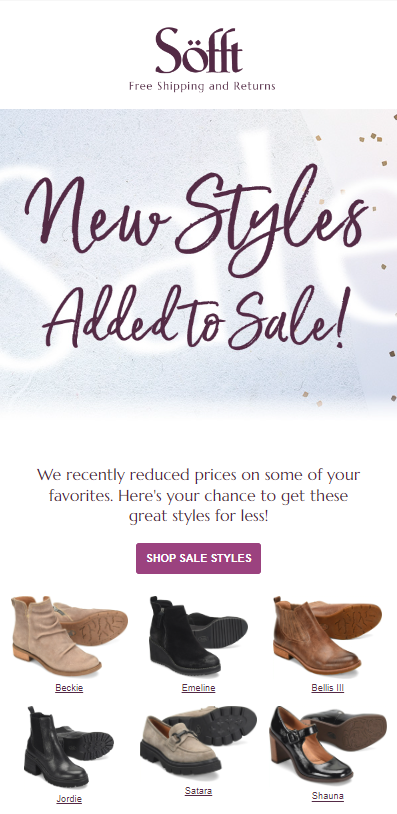 Söfft
Free Shipping and Returns
Sale
New Styles
Added to Sale!
We recently reduced prices on some of your
favorites. Here's your chance to get these
great styles for less!
SHOP SALE STYLES
Beckie
Emeline
Bellis III
Jordie
Satara
Shauna